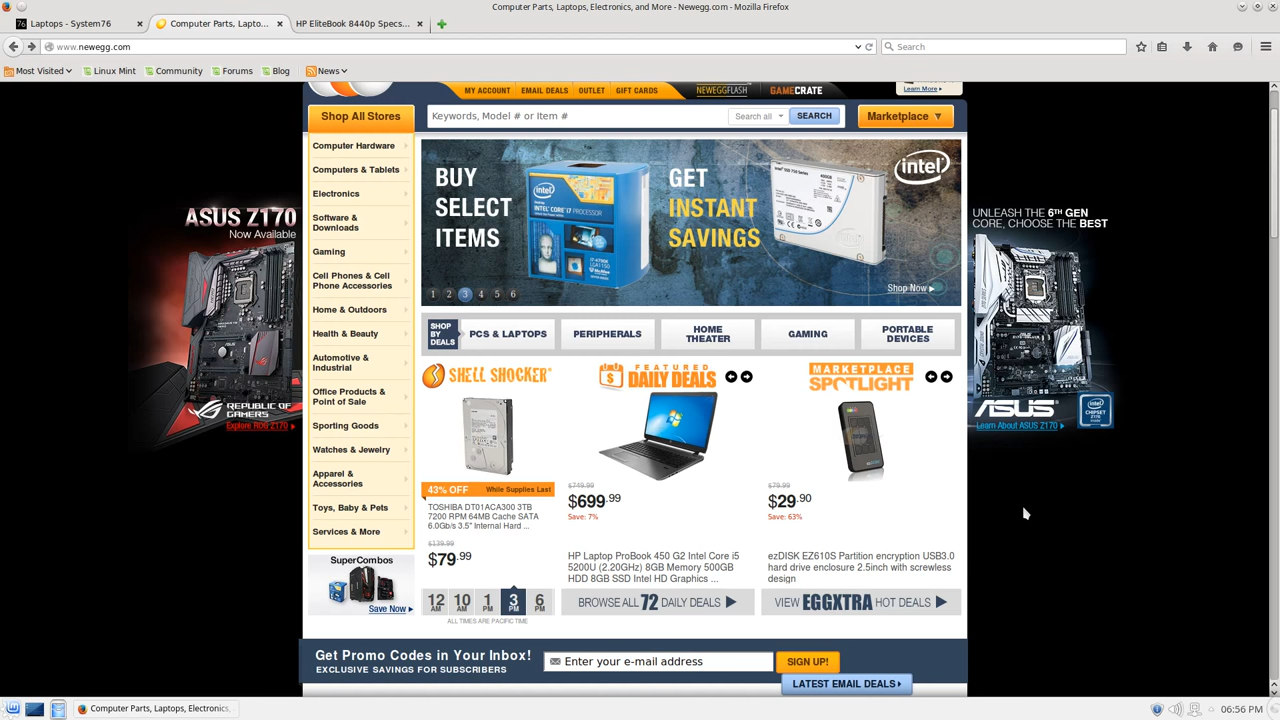 Computer Parts, Laptops, Electronics, and More - Newegg.com - Mozilla Firefox
Laptops - System76
Computer Parts, Lapto...
HP EliteBook 8440p Specs...
www.newegg.com
Search
Most Visited
Linux Mint
Community
Forums
Blog
News
MY ACCOUNT
EMAIL DEALS
OUTLET
GIFT CARDS
NEWEGGFLASH
GAMECRATE
Learn More
Shop All Stores
Keywords, Model # or Item #
Search all
SEARCH
Marketplace
Computer Hardware
Computers & Tablets
Electronics
Software &
Downloads
Gaming
Cell Phones & Cell
Phone Accessories
Home & Outdoors
Health & Beauty
Automotive &
Industrial
Office Products &
Point of Sale
Sporting Goods
Watches & Jewelry
Apparel &
Accessories
Toys, Baby & Pets
Services & More
SuperCombos
Save Now
ASUS Z170
Now Available
REPUBLIC OF
GAMERS
Explore ROG Z170
BUY
SELECT
ITEMS
GET
INSTANT
SAVINGS
intel
Shop Now
1 2 3 4 5 6
UNLEASH THE 6TH GEN
CORE, CHOOSE THE BEST
ASUS
Learn About ASUS Z170
SHOP
BY
DEALS
PCS & LAPTOPS
PERIPHERALS
HOME
THEATER
GAMING
PORTABLE
DEVICES
SHELL SHOCKER
43% OFF
While Supplies Last
TOSHIBA DT01ACA300 3TB
7200 RPM 64MB Cache SATA
6.0Gb/s 3.5" Internal Hard ...
$139.99
$79.99
12 AM
10 AM
1 PM
3 PM
6 PM
ALL TIMES ARE PACIFIC TIME
FEATURED
DAILY DEALS
$749.99
$699.99
Save: 7%
HP Laptop ProBook 450 G2 Intel Core i5
5200U (2.20GHz) 8GB Memory 500GB
HDD 8GB SSD Intel HD Graphics ...
BROWSE ALL 72 DAILY DEALS
MARKETPLACE
SPOTLIGHT
$79.99
$29.90
Save: 63%
ezDISK EZ610S Partition encryption USB3.0
hard drive enclosure 2.5inch with screwless
design
VIEW EGGXTRA HOT DEALS
Get Promo Codes in Your Inbox!
EXCLUSIVE SAVINGS FOR SUBSCRIBERS
Enter your e-mail address
SIGN UP!
LATEST EMAIL DEALS
Computer Parts, Laptops, Electronics,
06:56 PM